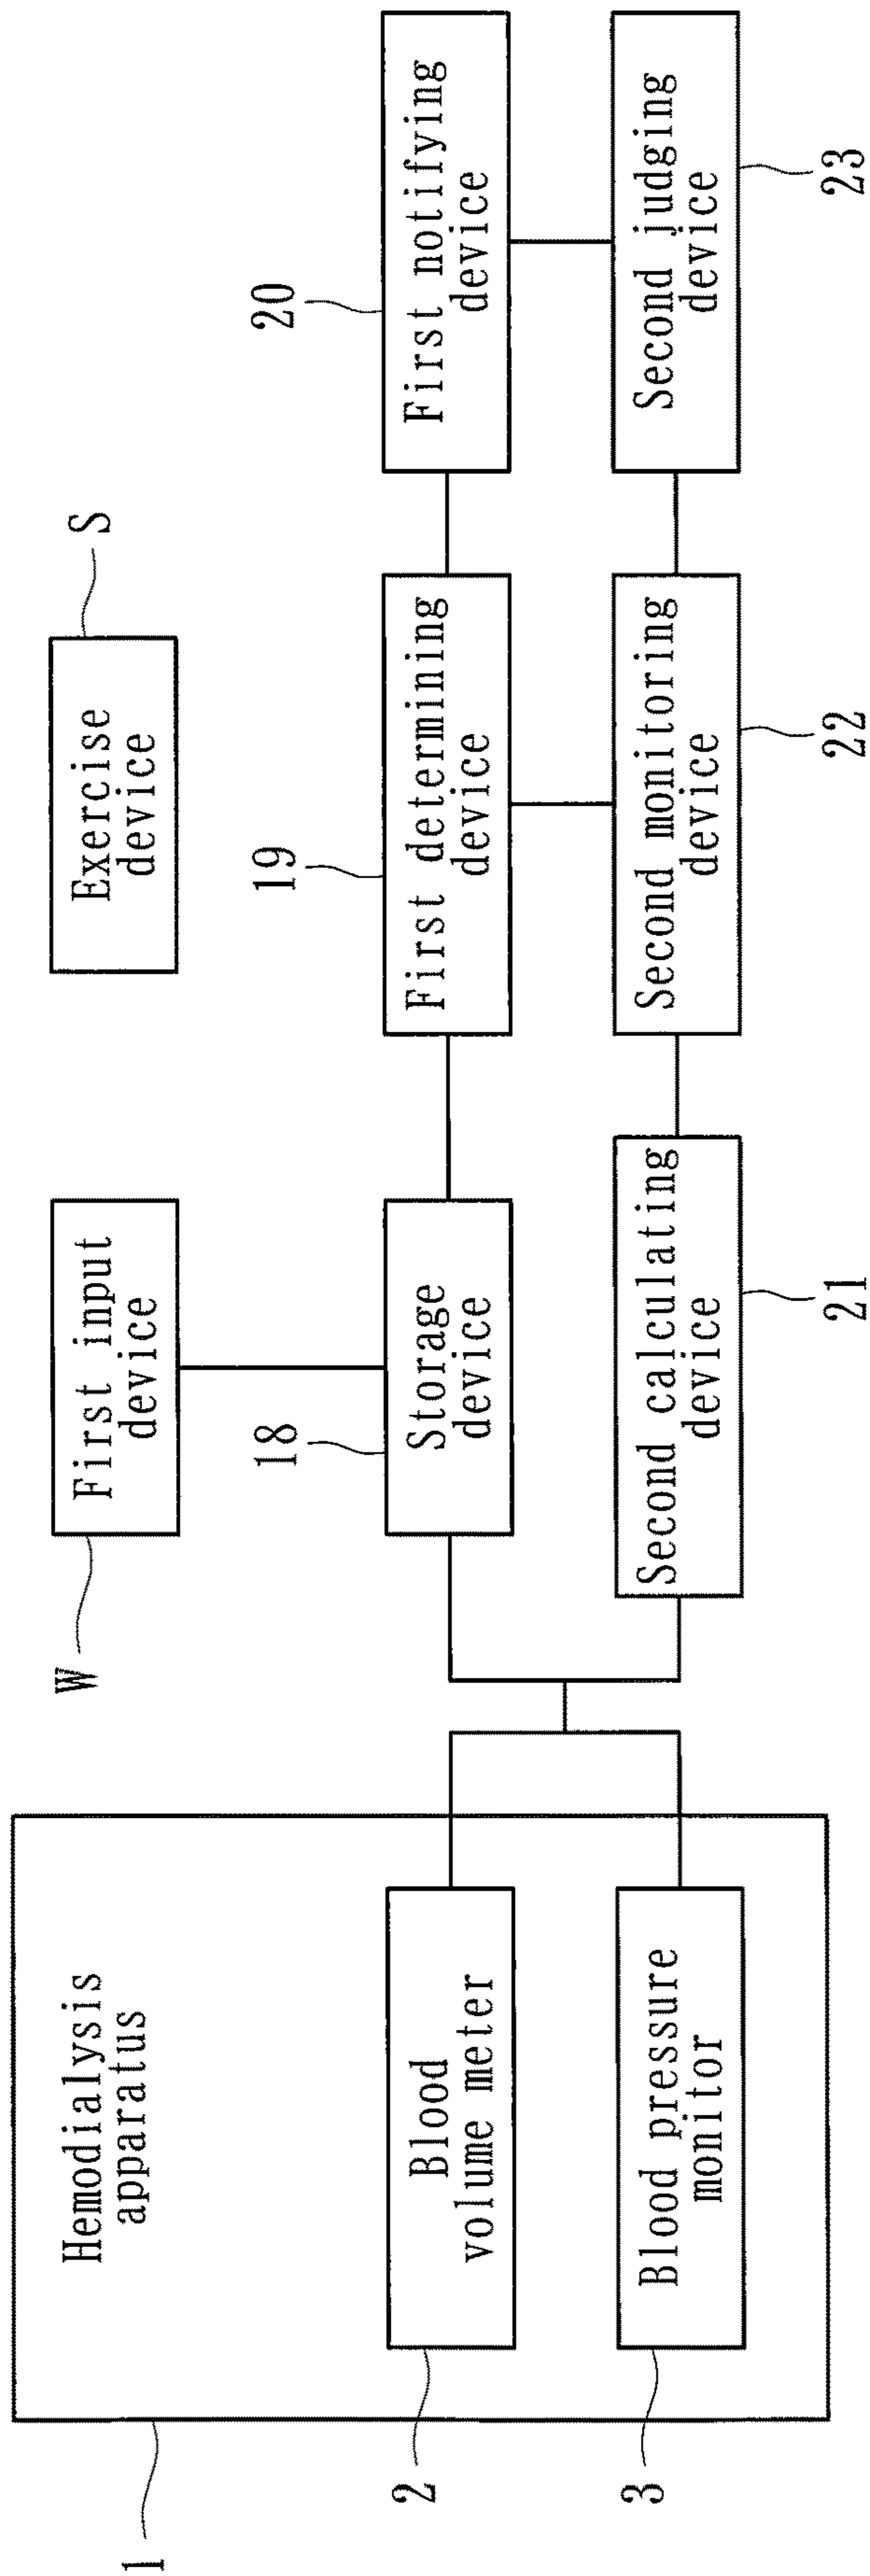 1
Hemodialysis
apparatus
2
Blood
volume meter
3
Blood pressure
monitor
W
First input
device
18
Storage
device
Second calculating
device
21
Exercise
device
S
19
First determining
device
Second monitoring
device
22
20
First notifying
device
Second judging
device
23